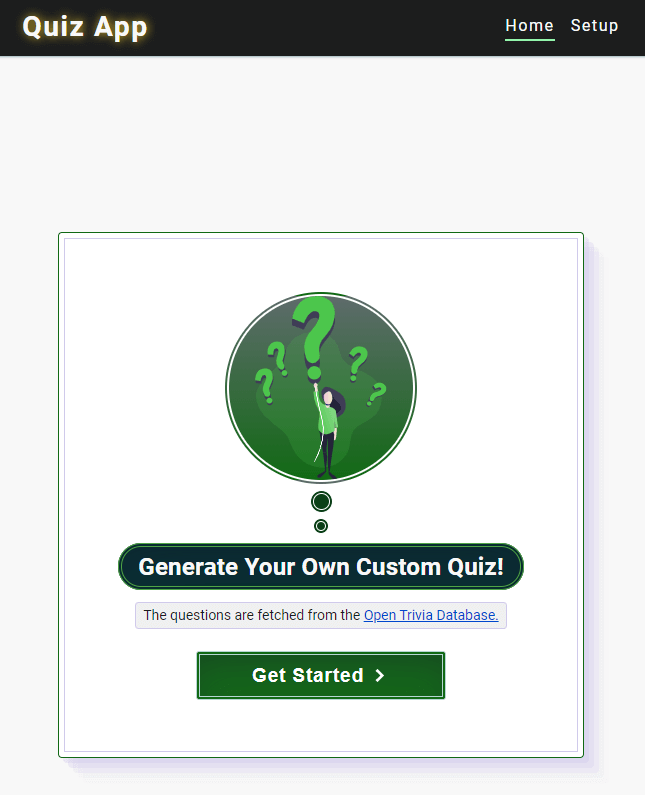 Quiz App
Home Setup
Generate Your Own Custom Quiz!
The questions are fetched from the Open Trivia Database.
Get Started